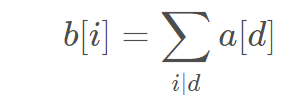 b[i] = ∑ a[d]
i|d